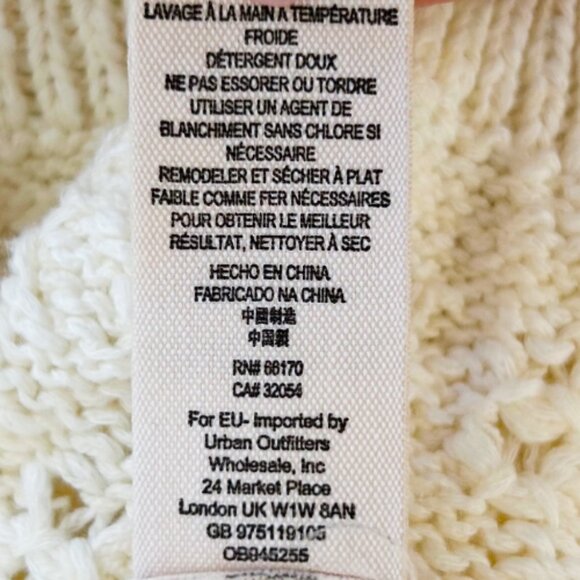 LAVAGE À LA MAIN A TEMPÉRATURE
FROIDE
DÉTERGENT DOUX
NE PAS ESSORER OU TORDRE
UTILISER UN AGENT DE
BLANCHIMENT SANS CHLORE SI
NÉCESSAIRE
REMODELER ET SÉCHER À PLAT
FAIBLE COMME FER NÉCESSAIRES
POUR OBTENIR LE MEILLEUR
RÉSULTAT, NETTOYER À SEC
HECHO EN CHINA
FABRICADO NA CHINA
中國制造
中国製
RN# 66170
CA# 32054
For EU- Imported by
Urban Outfitters
Wholesale, Inc
24 Market Place
London UK W1W 8AN
GB 975119105
OB945255